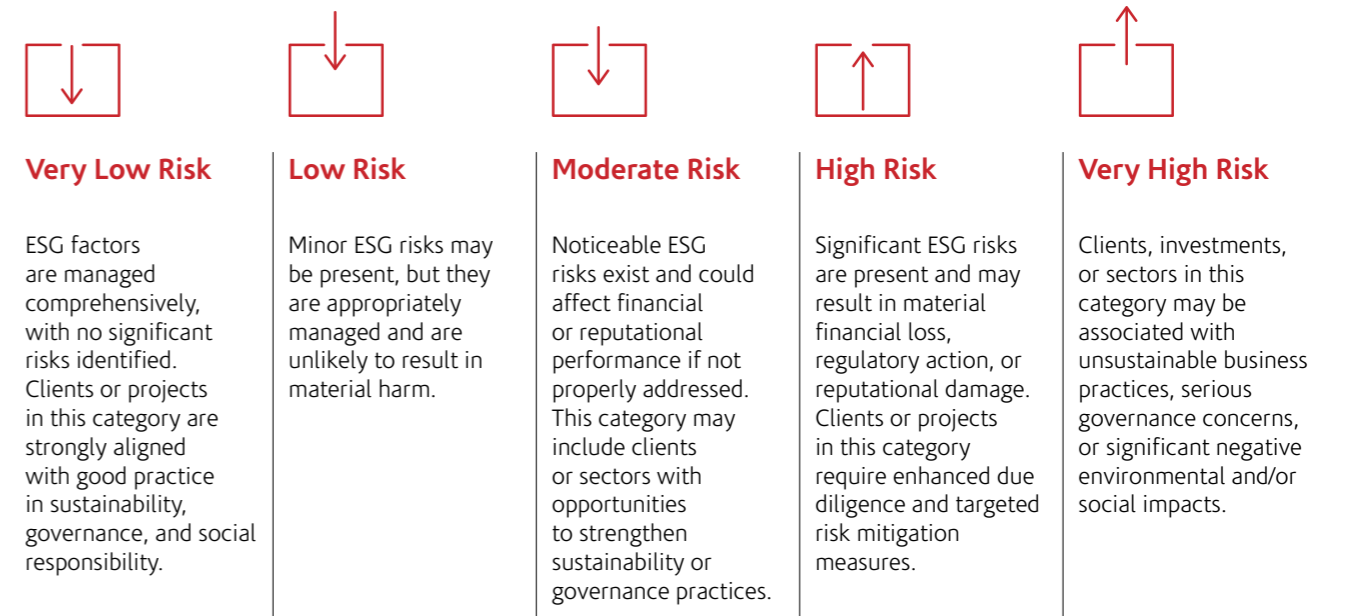 Very Low Risk
ESG factors
are managed
comprehensively,
with no significant
risks identified.
Clients or projects
in this category are
strongly aligned
with good practice
in sustainability,
governance, and social
responsibility.
Low Risk
Minor ESG risks may
be present, but they
are appropriately
managed and are
unlikely to result in
material harm.
Moderate Risk
Noticeable ESG
risks exist and could
affect financial
or reputational
performance if not
properly addressed.
This category may
include clients
or sectors with
opportunities
to strengthen
sustainability or
governance practices.
High Risk
Significant ESG risks
are present and may
result in material
financial loss,
regulatory action, or
reputational damage.
Clients or projects
in this category
require enhanced due
diligence and targeted
risk mitigation
measures.
Very High Risk
Clients, investments,
or sectors in this
category may be
associated with
unsustainable business
practices, serious
governance concerns,
or significant negative
environmental and/or
social impacts.